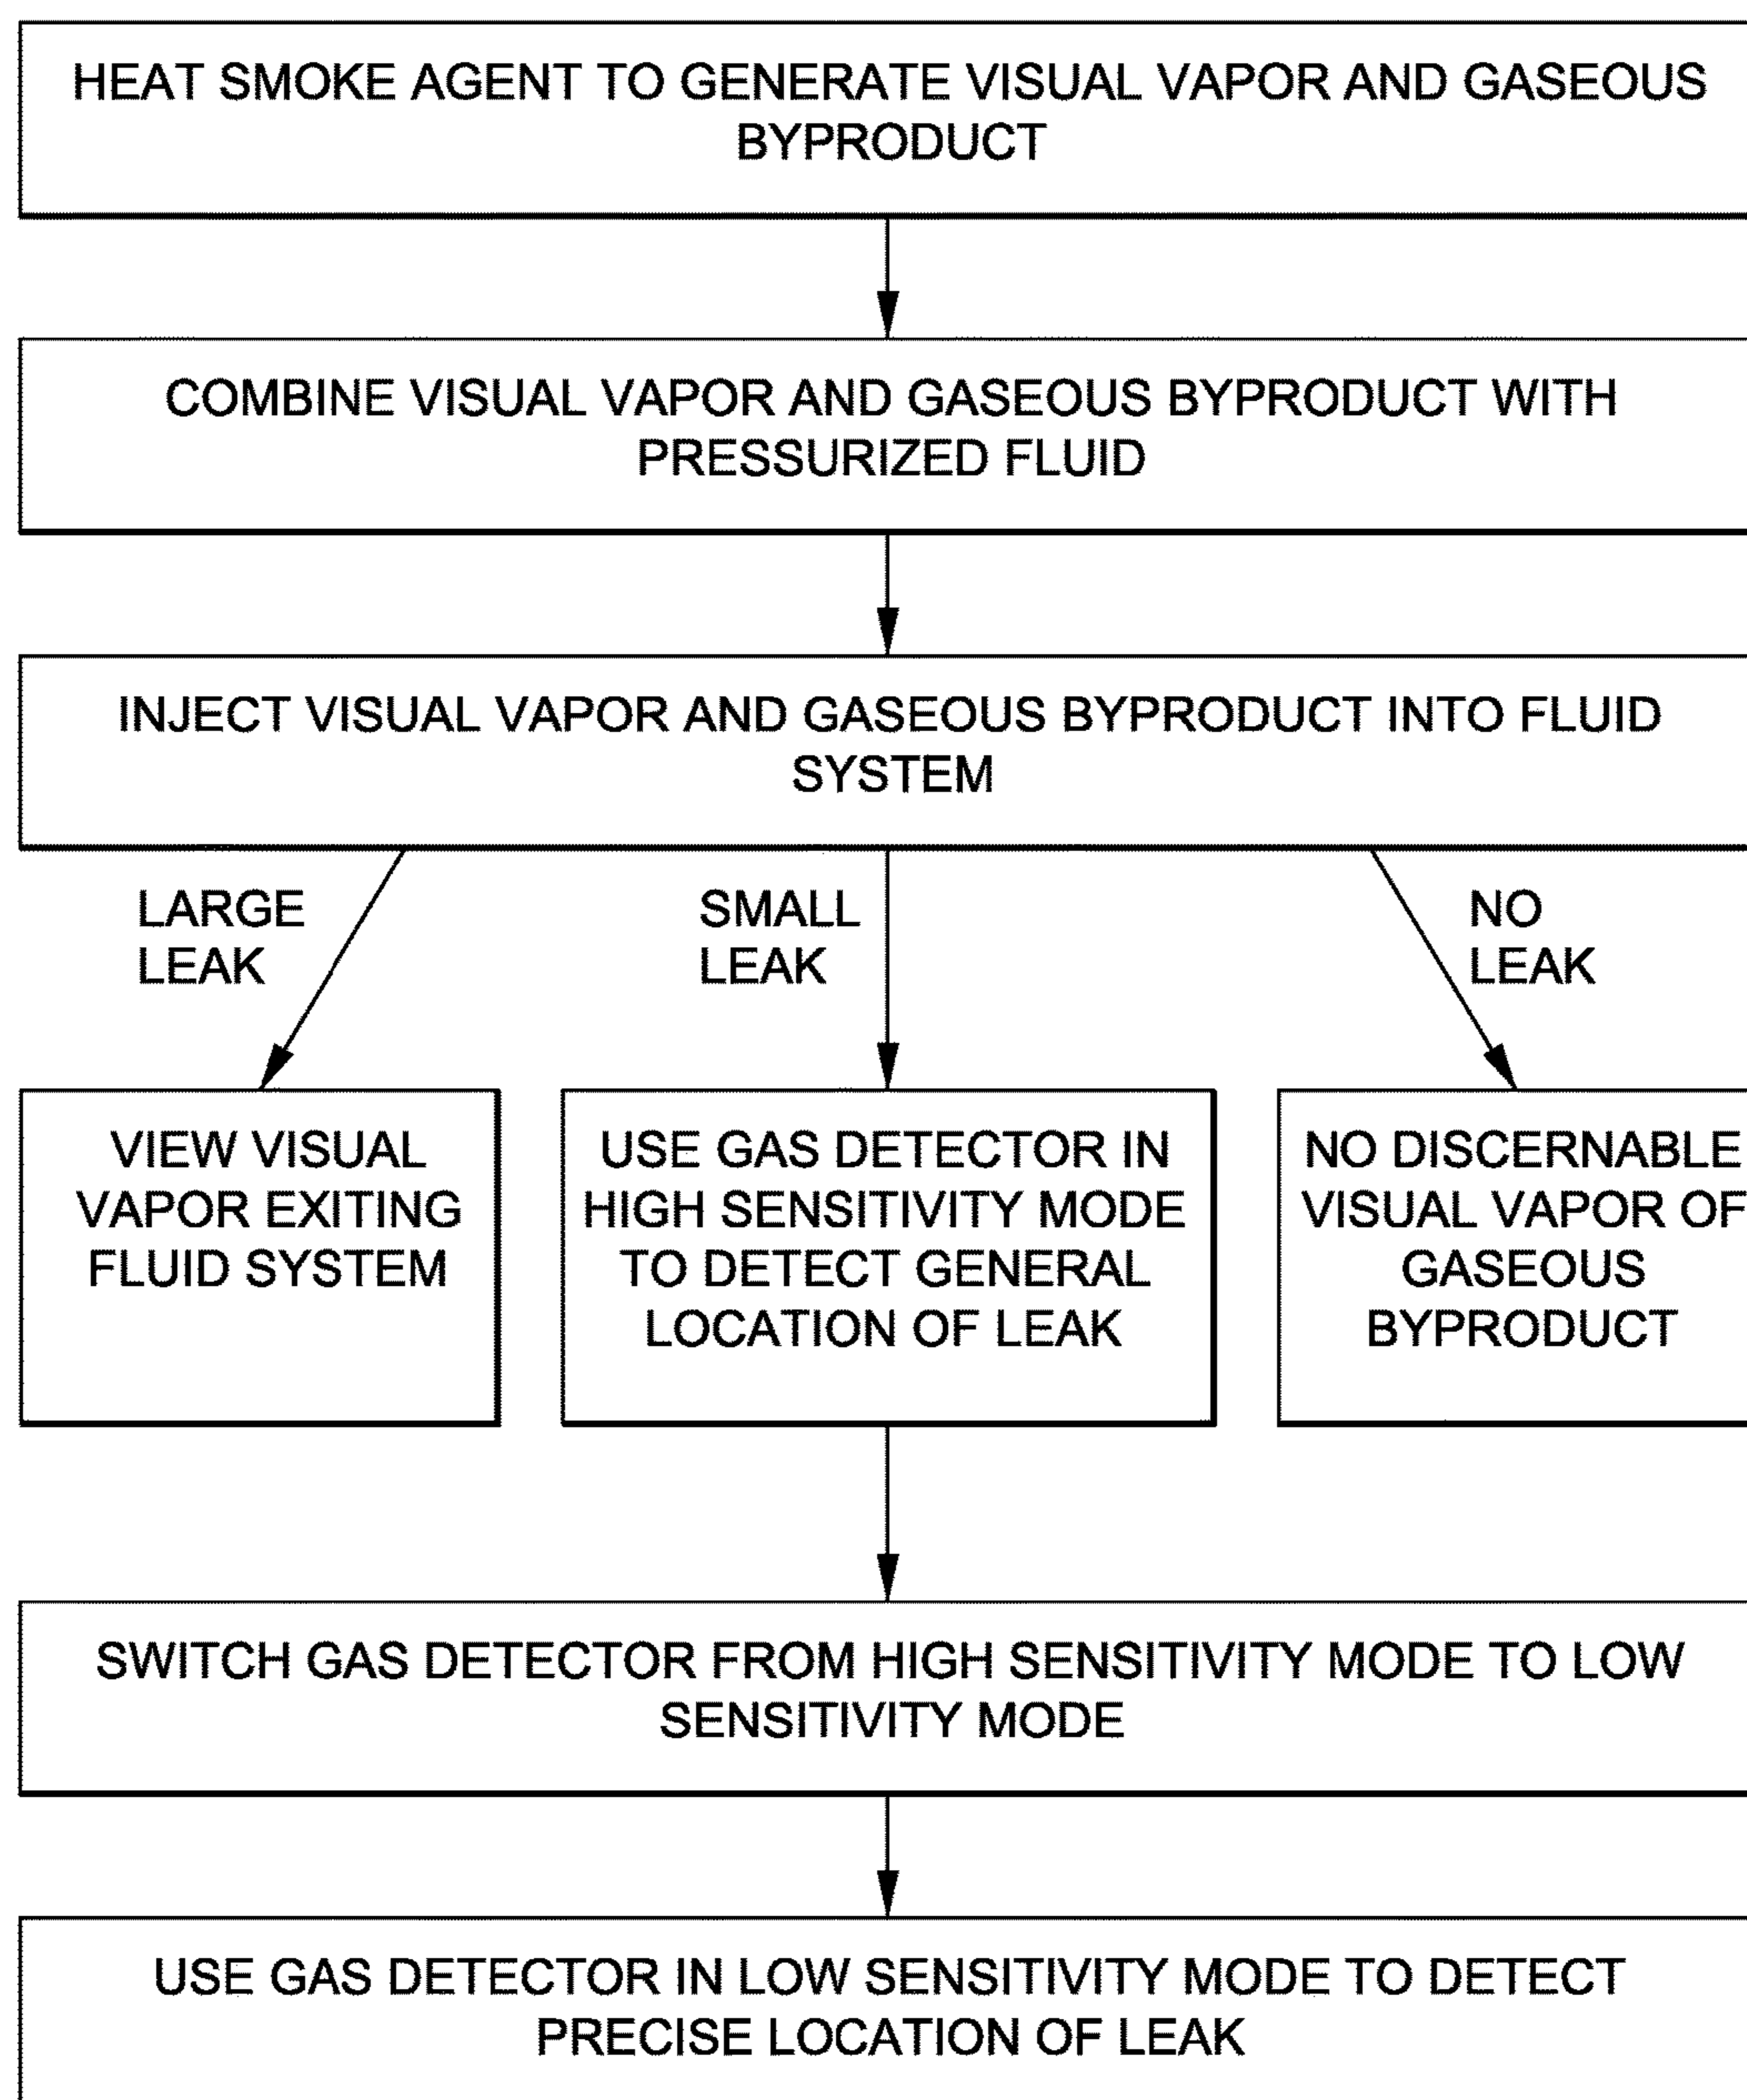 HEAT SMOKE AGENT TO GENERATE VISUAL VAPOR AND GASEOUS
BYPRODUCT
COMBINE VISUAL VAPOR AND GASEOUS BYPRODUCT WITH
PRESSURIZED FLUID
INJECT VISUAL VAPOR AND GASEOUS BYPRODUCT INTO FLUID
SYSTEM
LARGE
LEAK
SMALL
LEAK
NO
LEAK
VIEW VISUAL
VAPOR EXITING
FLUID SYSTEM
USE GAS DETECTOR IN
HIGH SENSITIVITY MODE
TO DETECT GENERAL
LOCATION OF LEAK
NO DISCERNABLE
VISUAL VAPOR OF
GASEOUS
BYPRODUCT
SWITCH GAS DETECTOR FROM HIGH SENSITIVITY MODE TO LOW
SENSITIVITY MODE
USE GAS DETECTOR IN LOW SENSITIVITY MODE TO DETECT
PRECISE LOCATION OF LEAK